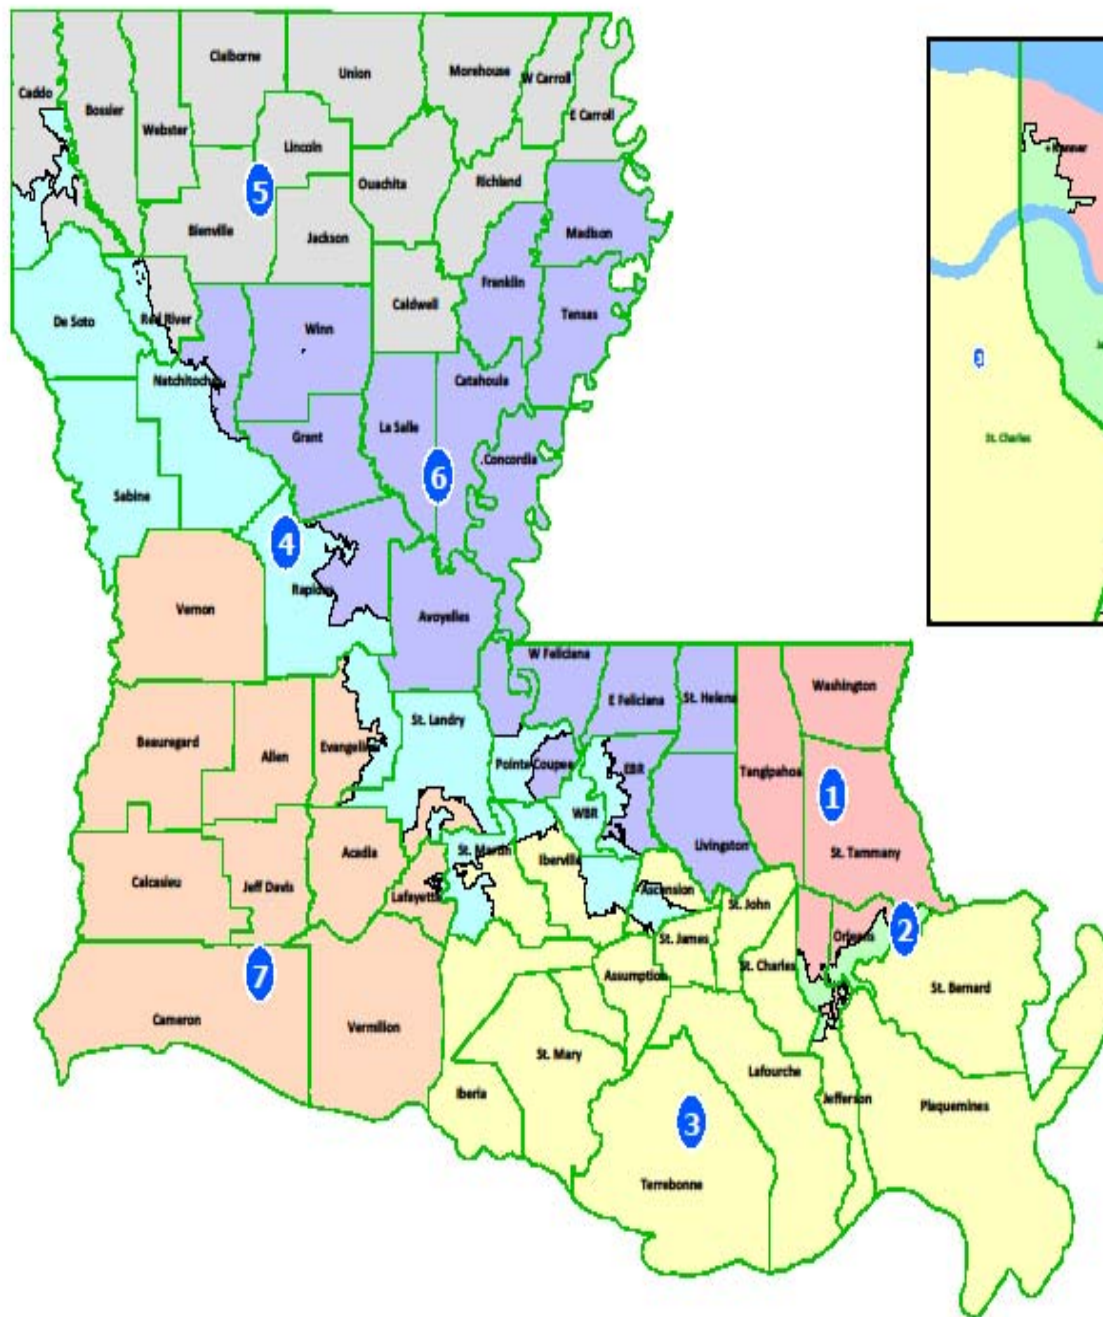 Claiborne
Union
Morehouse
W Carroll
Caddo
Bossier
Webster
E Carroll
Lincoln
Kenner
5
Ouachita
Richland
Bienville
Jackson
Madison
Franklin
Caldwell
Tensas
De Soto
Red River
Winn
3
Natchitoches
Catahoula
La Salle
Grant
St. Charles
Concordia
6
Sabine
4
Rapides
Vernon
Avoyelles
W Feliciana
E Feliciana
St. Helena
Washington
St. Landry
Beauregard
Allen
Evangeline
Pointe Coupee
EBR
Tangipahoa
1
WBR
Acadia
St. Martin
Iberville
Livingston
St. Tammany
Calcasieu
Jeff Davis
Lafayette
Ascension
St. John
2
Orleans
St. James
St. Charles
7
Assumption
St. Bernard
Cameron
Vermilion
St. Mary
Lafourche
Iberia
Jefferson
Plaquemines
3
Terrebonne